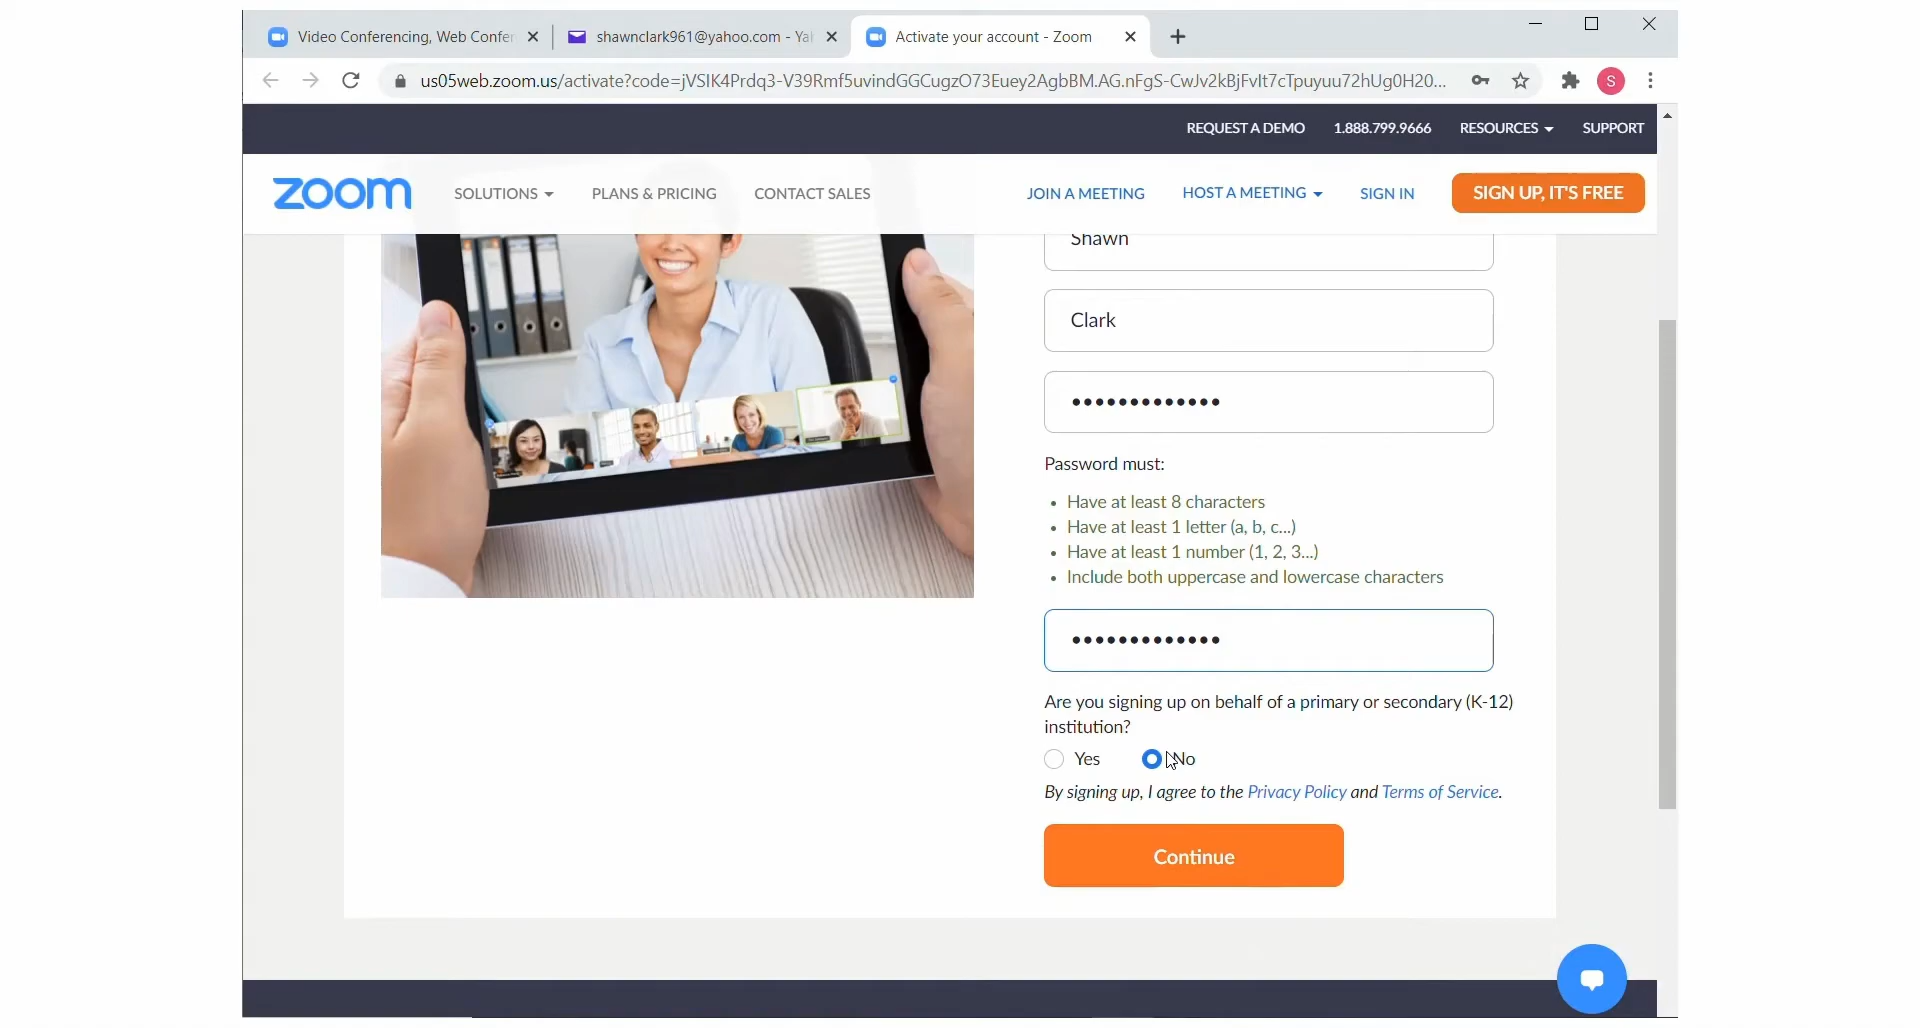 Video Conferencing, Web Confer
shawnclark961@yahoo.com - Ya
Activate your account - Zoom
us05web.zoom.us/activate?code=jVSIK4Prdq3-V39Rmf5uvindGGCugzO73Euey2AgbBM.AG.nFgS-CwJv2kBjFvIt7cTpuyuu72hUg0H20...
S
REQUEST A DEMO 1.888.799.9666 RESOURCES SUPPORT
zoom SOLUTIONS PLANS & PRICING CONTACT SALES JOIN A MEETING HOST A MEETING SIGN IN SIGN UP, IT'S FREE
Shawn
Clark
Password must:
• Have at least 8 characters
• Have at least 1 letter (a, b, c...)
• Have at least 1 number (1, 2, 3...)
• Include both uppercase and lowercase characters
Are you signing up on behalf of a primary or secondary (K-12)
institution?
Yes No
By signing up, I agree to the Privacy Policy and Terms of Service.
Continue